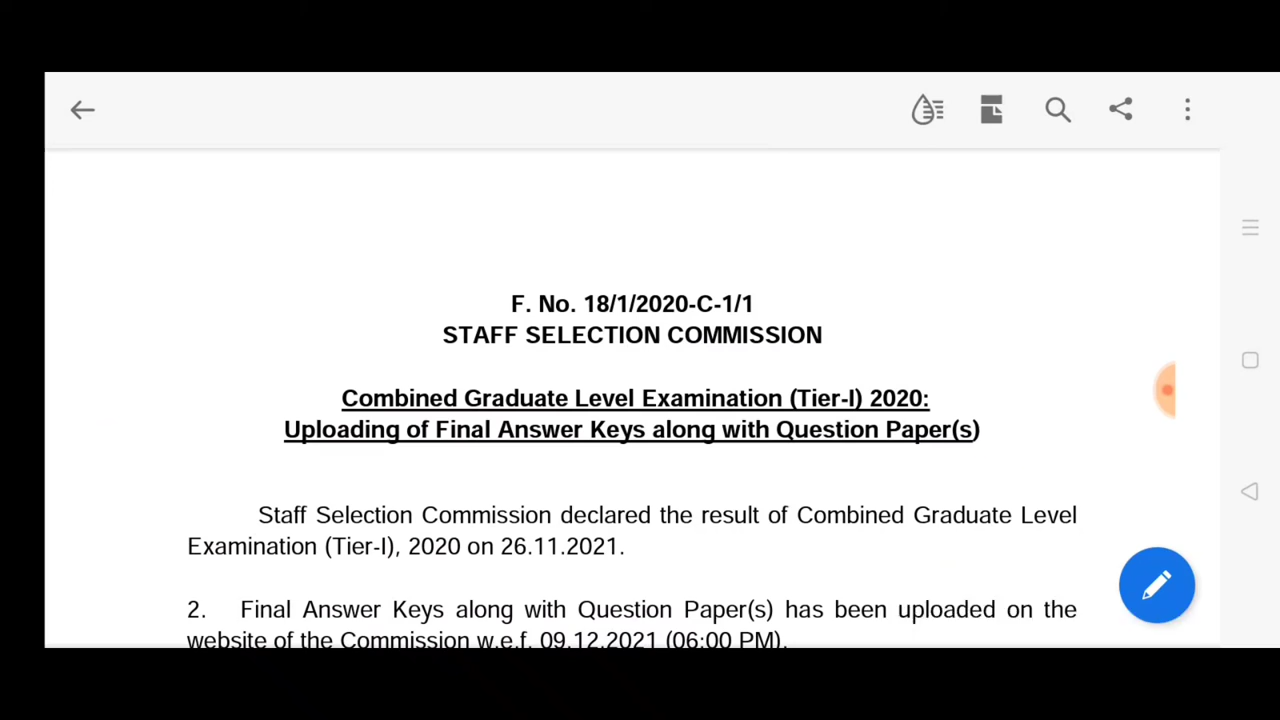 F. No. 18/1/2020-C-1/1
STAFF SELECTION COMMISSION
Combined Graduate Level Examination (Tier-I) 2020:
Uploading of Final Answer Keys along with Question Paper(s)
Staff Selection Commission declared the result of Combined Graduate Level
Examination (Tier-I), 2020 on 26.11.2021.
2. Final Answer Keys along with Question Paper(s) has been uploaded on the
website of the Commission w.e.f. 09.12.2021 (06:00 PM).